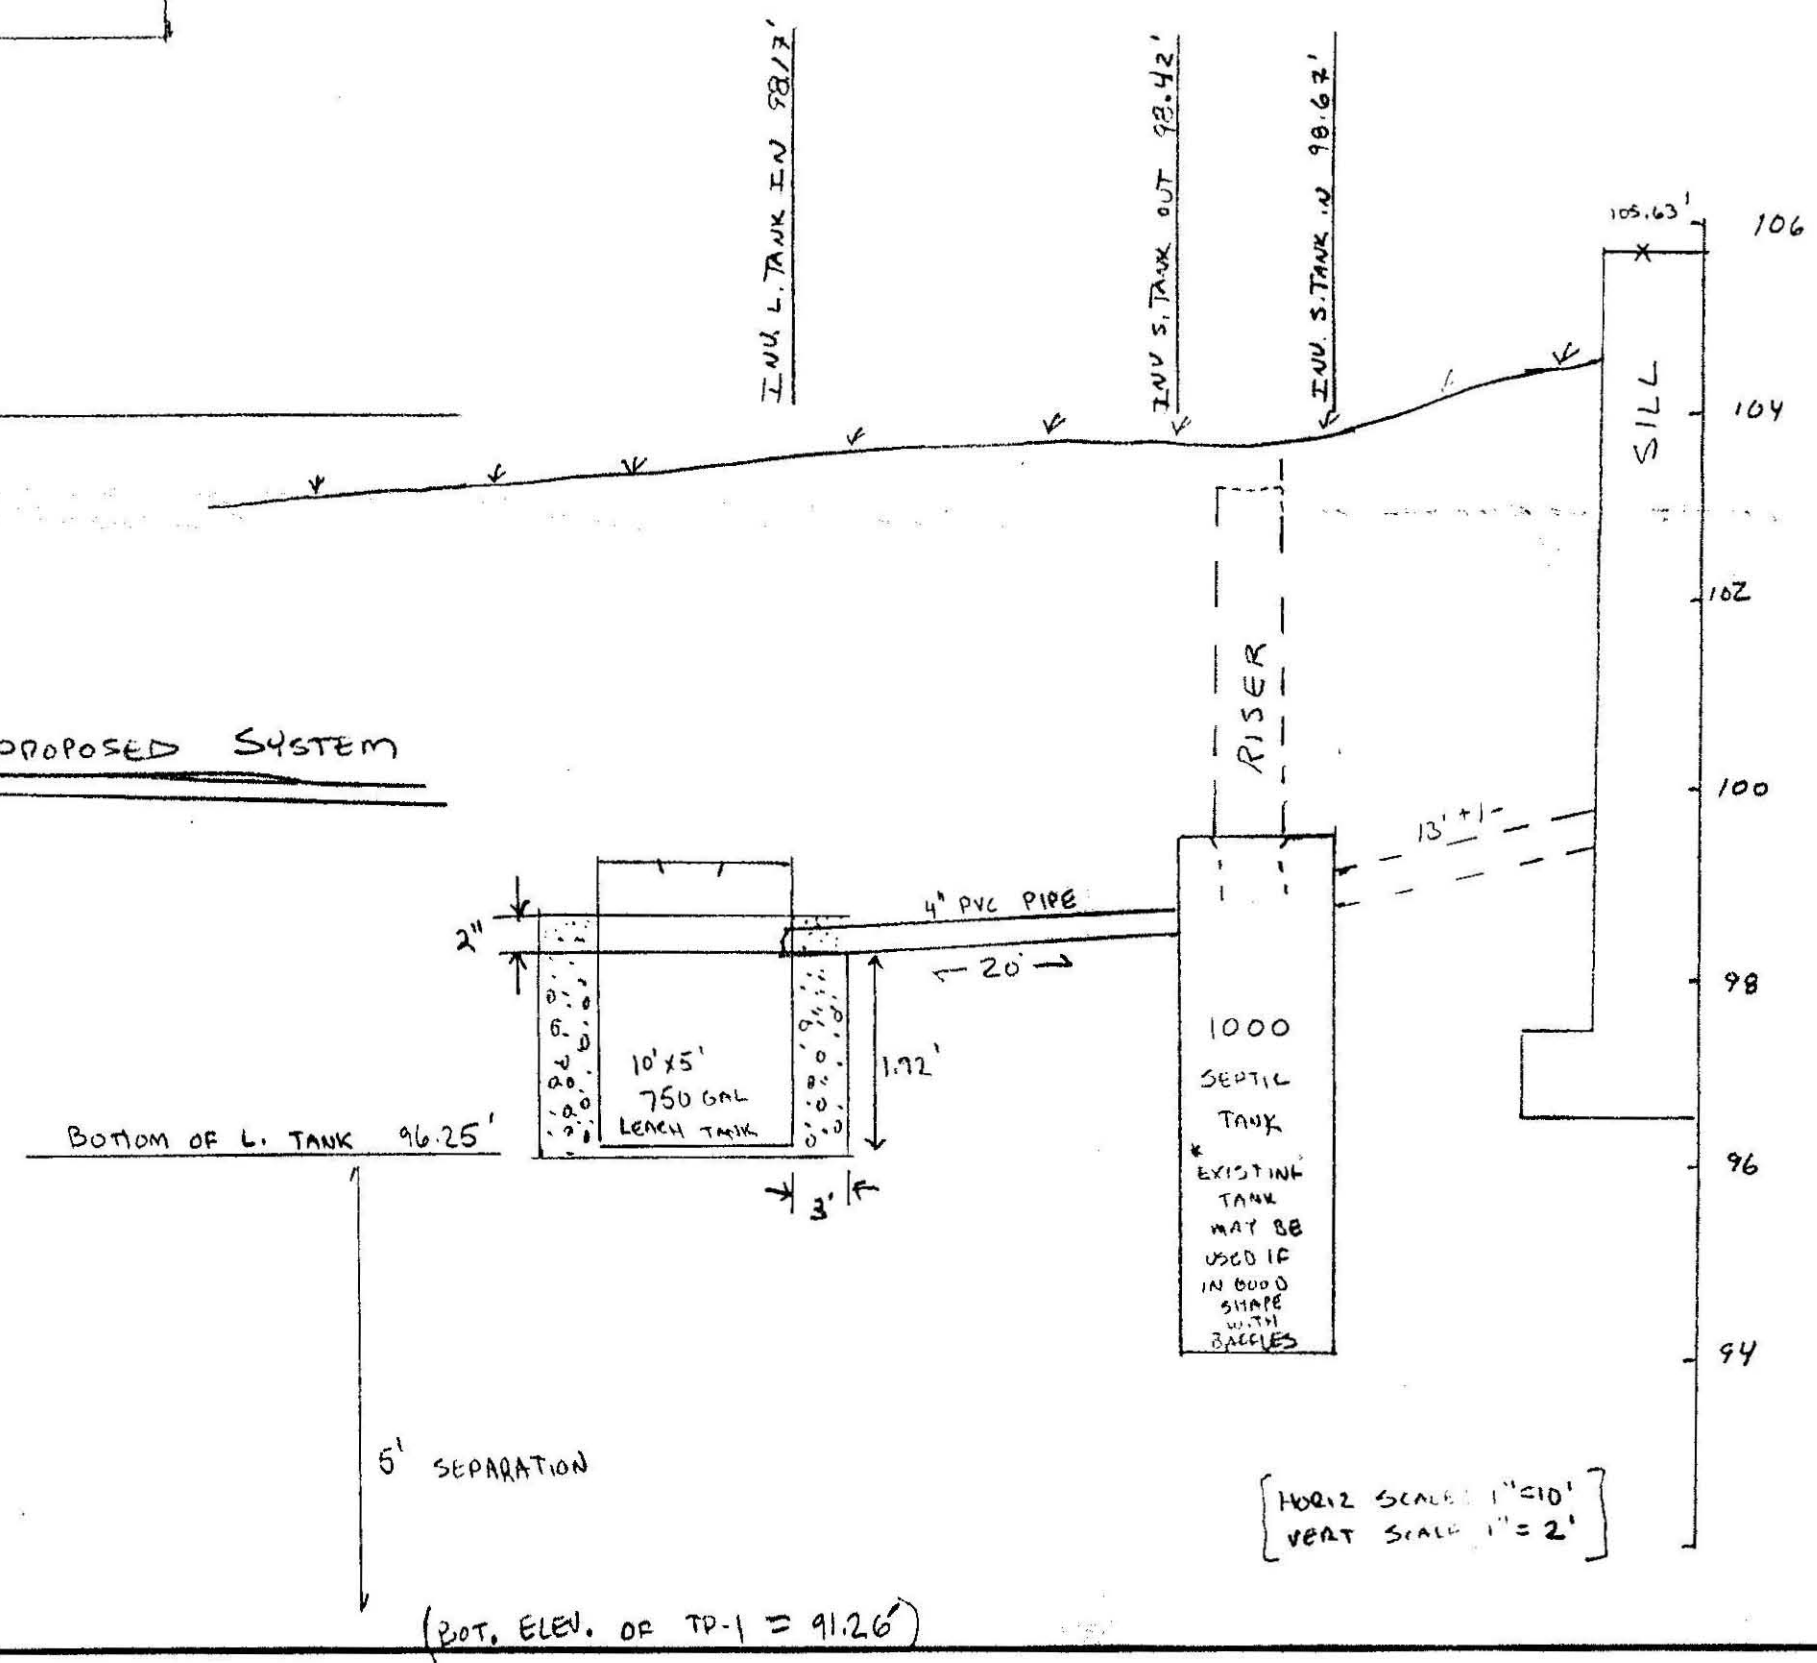 INV. L. TANK IN 98.17'
INV S. TANK OUT 98.42'
INV. S. TANK IN 98.67'
105.63'
106
SILL
104
102
RISER
PROPOSED SYSTEM
100
13' +/-
4" PVC PIPE
2"
20'
98
1000
SEPTIC
TANK
* EXISTING
TANK
MAY BE
USED IF
IN GOOD
SHAPE
WITH
BAFFLES
10'x5'
750 GAL
LEACH TANK
1.92'
BOTTOM OF L. TANK 96.25'
96
3'
94
5' SEPARATION
HORIZ SCALE: 1"=10'
VERT SCALE 1"=2'
(BOT. ELEV. OF TP-1 = 91.26')